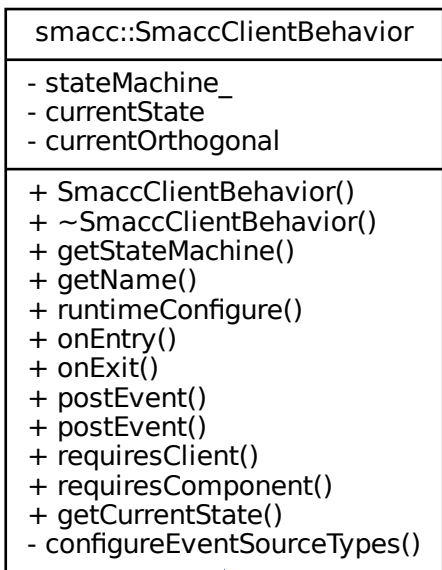 smacc::SmaccClientBehavior
- stateMachine_
- currentState
- currentOrthogonal
+ SmaccClientBehavior()
+ ~SmaccClientBehavior()
+ getStateMachine()
+ getName()
+ runtimeConfigure()
+ onEntry()
+ onExit()
+ postEvent()
+ postEvent()
+ requiresClient()
+ requiresComponent()
+ getCurrentState()
- configureEventSourceTypes()